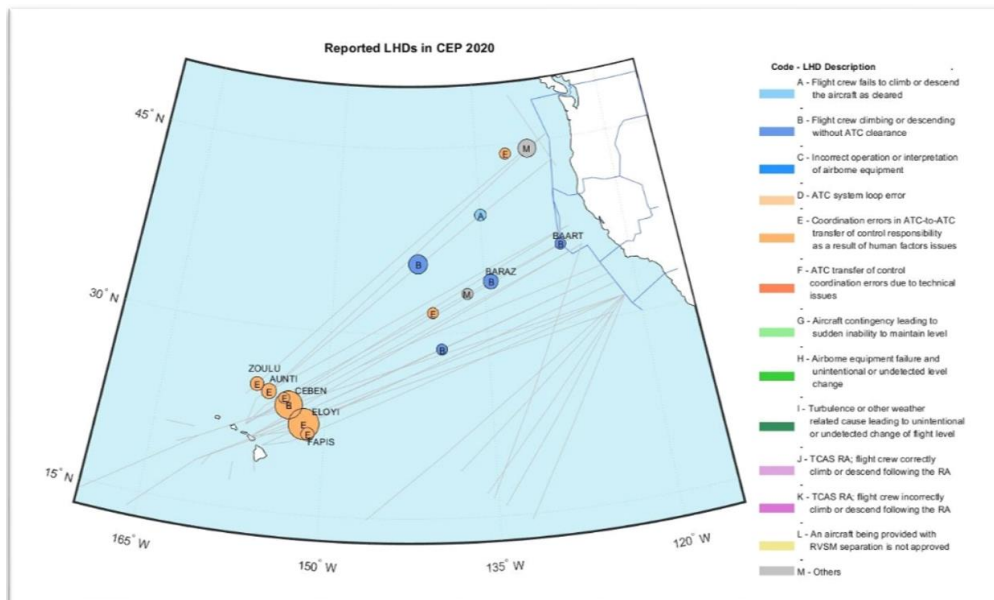 Reported LHDs in CEP 2020
45° N
30° N
15° N
165° W
150° W
135° W
120° W
E
M
A
BAART
B
B
BARAZ
B
M
E
B
ZOULU
E
AUNTI
E
CEBEN
E
B
ELOYI
E
E
FAPIS
Code - LHD Description
A - Flight crew fails to climb or descend
the aircraft as cleared
B - Flight crew climbing or descending
without ATC clearance
C - Incorrect operation or interpretation
of airborne equipment
D - ATC system loop error
E - Coordination errors in ATC-to-ATC
transfer of control responsibility
as a result of human factors issues
F - ATC transfer of control
coordination errors due to technical
issues
G - Aircraft contingency leading to
sudden inability to maintain level
H - Airborne equipment failure and
unintentional or undetected level
change
I - Turbulence or other weather
related cause leading to unintentional
or undetected change of flight level
J - TCAS RA; flight crew correctly
climb or descend following the RA
K - TCAS RA; flight crew incorrectly
climb or descend following the RA
L - An aircraft being provided with
RVSM separation is not approved
M - Others